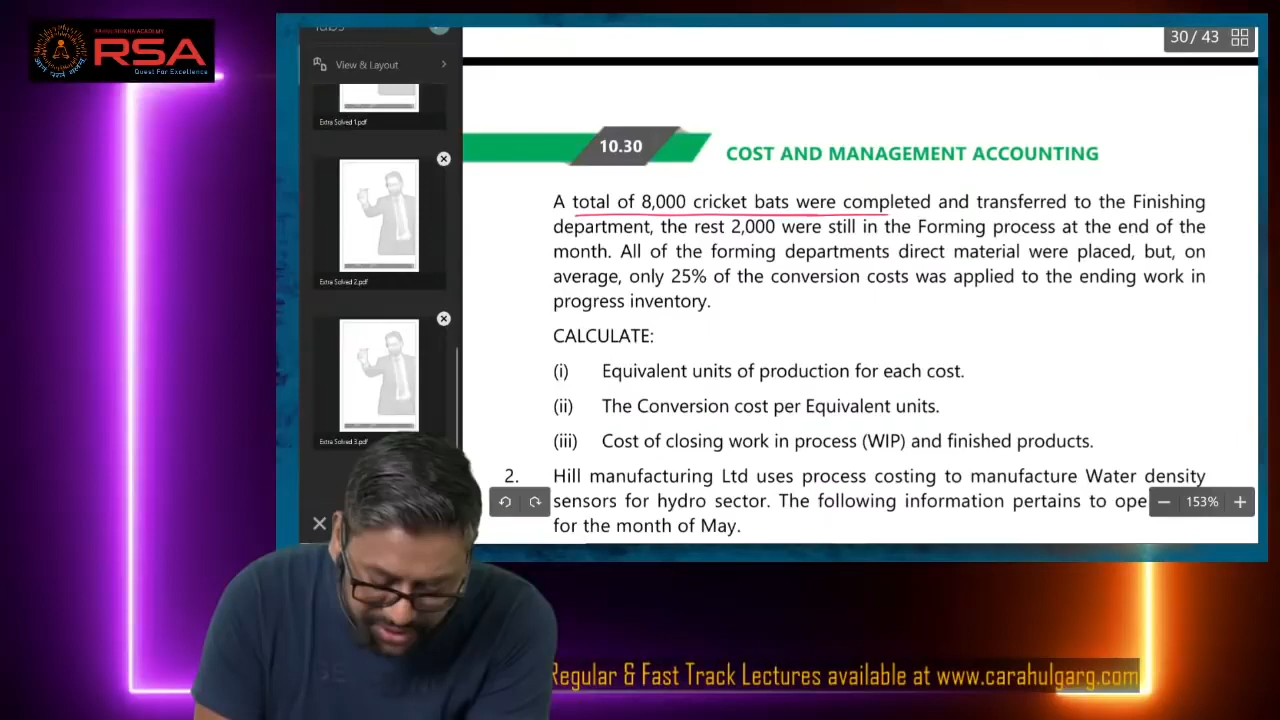 RAHUL SINHA ACADEMY
RSA
Quest For Excellence
View & Layout
Extra Solved 1.pdf
Extra Solved 2.pdf
Extra Solved 3.pdf
30 / 43
10.30
COST AND MANAGEMENT ACCOUNTING
A total of 8,000 cricket bats were completed and transferred to the Finishing
department, the rest 2,000 were still in the Forming process at the end of the
month. All of the forming departments direct material were placed, but, on
average, only 25% of the conversion costs was applied to the ending work in
progress inventory.
CALCULATE:
(i) Equivalent units of production for each cost.
(ii) The Conversion cost per Equivalent units.
(iii) Cost of closing work in process (WIP) and finished products.
2. Hill manufacturing Ltd uses process costing to manufacture Water density
sensors for hydro sector. The following information pertains to ope
for the month of May.
153%
Regular & Fast Track Lectures available at www.carahulgarg.com